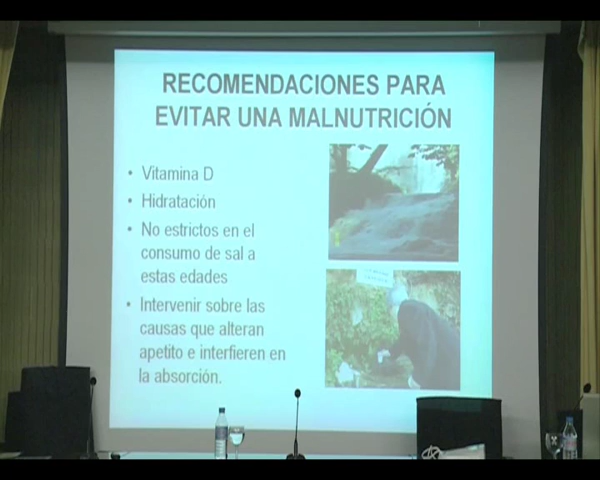 RECOMENDACIONES PARA
EVITAR UNA MALNUTRICIÓN
• Vitamina D
• Hidratación
• No estrictos en el
consumo de sal a
estas edades
• Intervenir sobre las
causas que alteran
apetito e interfieren en
la absorción.